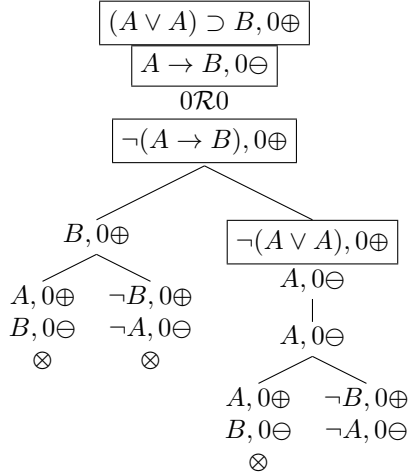 (A ∨ A) ⊃ B, 0⊕
A → B, 0⊖
0ℛ0
¬(A → B), 0⊕
B, 0⊕
¬(A ∨ A), 0⊕
A, 0⊖
A, 0⊕ ¬B, 0⊕
B, 0⊖ ¬A, 0⊖
⊗ ⊗
A, 0⊖
A, 0⊕ ¬B, 0⊕
B, 0⊖ ¬A, 0⊖
⊗